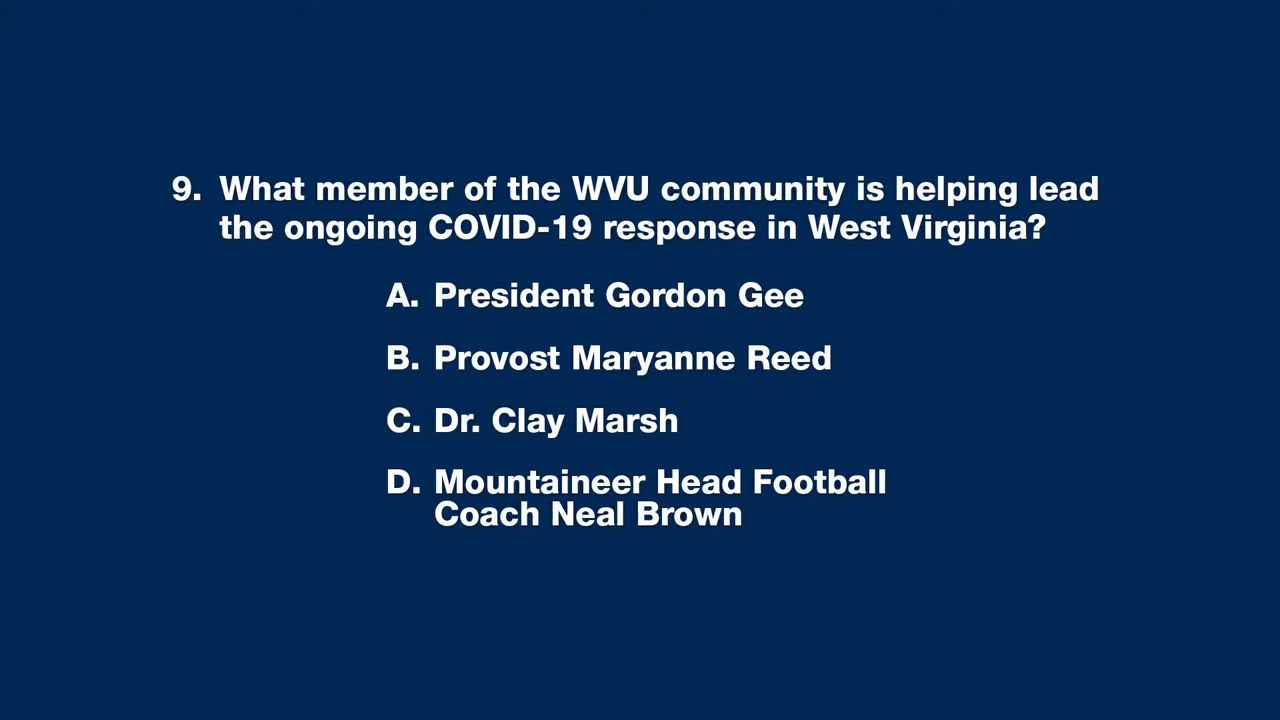 9. What member of the WVU community is helping lead
the ongoing COVID-19 response in West Virginia?
A. President Gordon Gee
B. Provost Maryanne Reed
C. Dr. Clay Marsh
D. Mountaineer Head Football
Coach Neal Brown